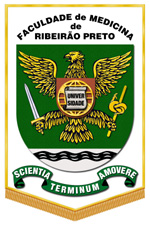 FACULDADE de MEDICINA
de
RIBEIRÃO PRETO
UNIVER
SIDADE
SCIENTIA TERMINUM AMOVERE